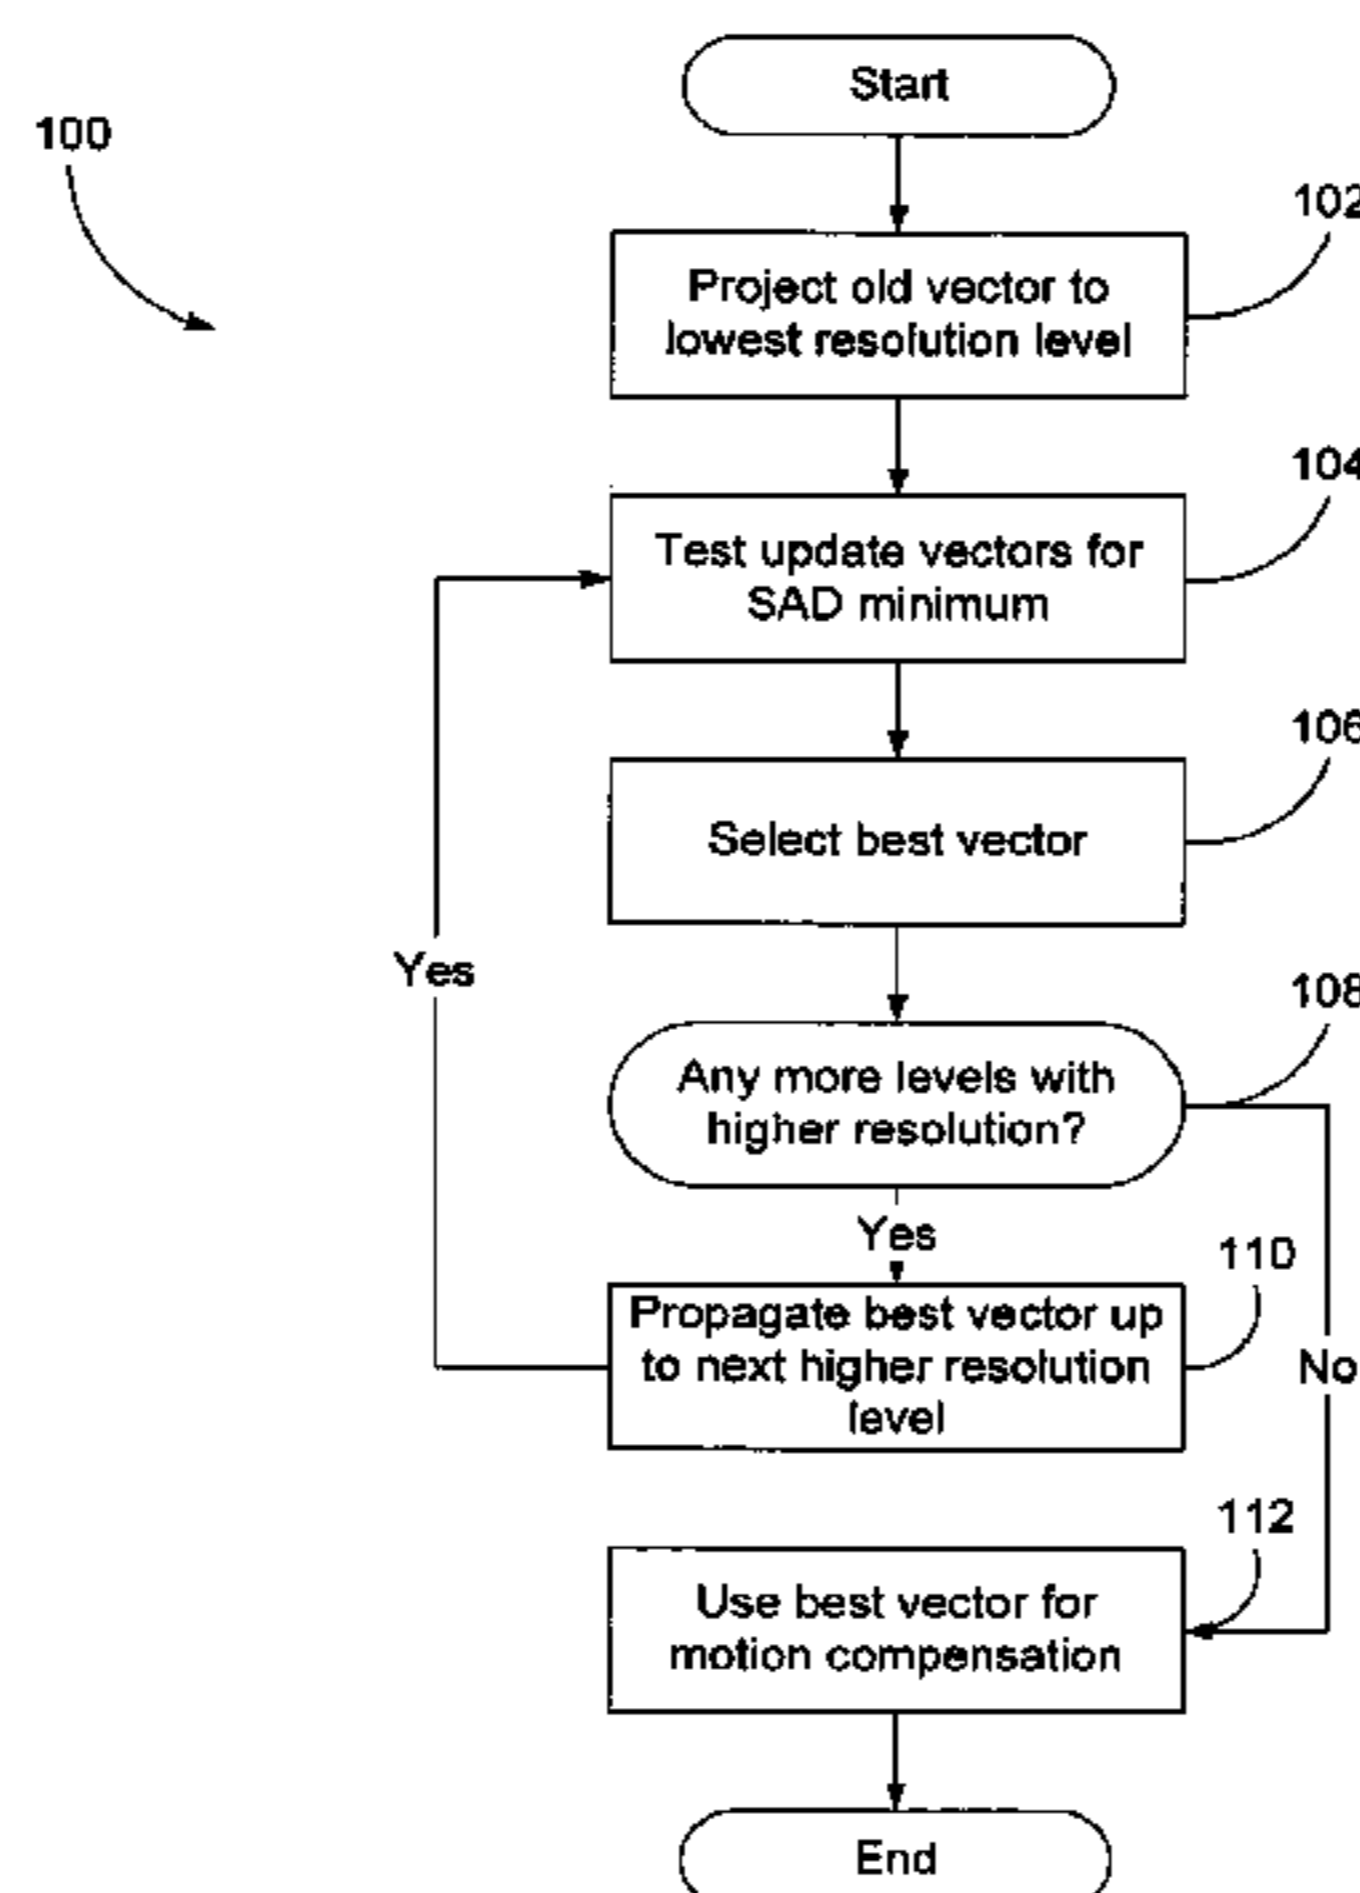 Start
100
102
Project old vector to
lowest resolution level
104
Test update vectors for
SAD minimum
106
Select best vector
Yes
108
Any more levels with
higher resolution?
Yes
110
Propagate best vector up
to next higher resolution
level
No
112
Use best vector for
motion compensation
End